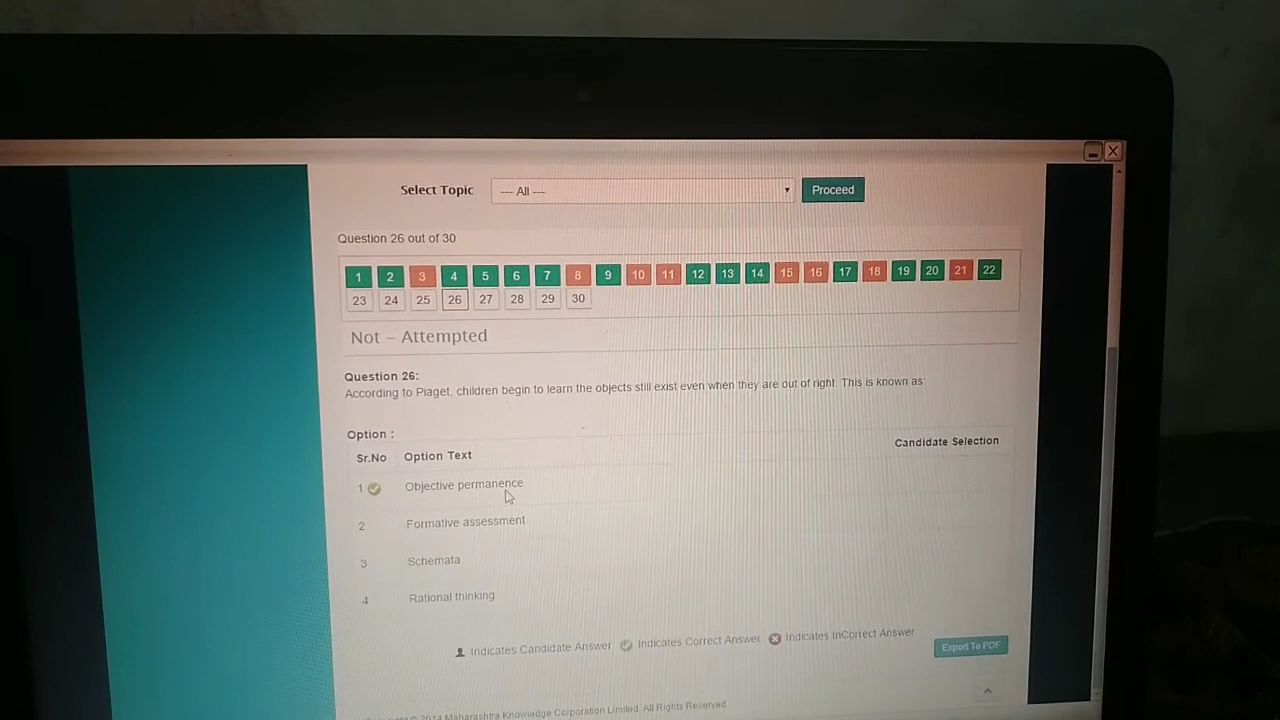 Select Topic
--- All ---
Proceed
Question 26 out of 30
1 2 3 4 5 6 7 8 9 10 11 12 13 14 15 16 17 18 19 20 21 22
23 24 25 26 27 28 29 30
Not - Attempted
Question 26:
According to Piaget, children begin to learn the objects still exist even when they are out of right. This is known as:
Option :
Candidate Selection
Sr.No Option Text
1 Objective permanence
2 Formative assessment
3 Schemata
4 Rational thinking
Indicates Candidate Answer Indicates Correct Answer Indicates InCorrect Answer
Export To PDF
© 2014 Maharashtra Knowledge Corporation Limited, All Rights Reserved